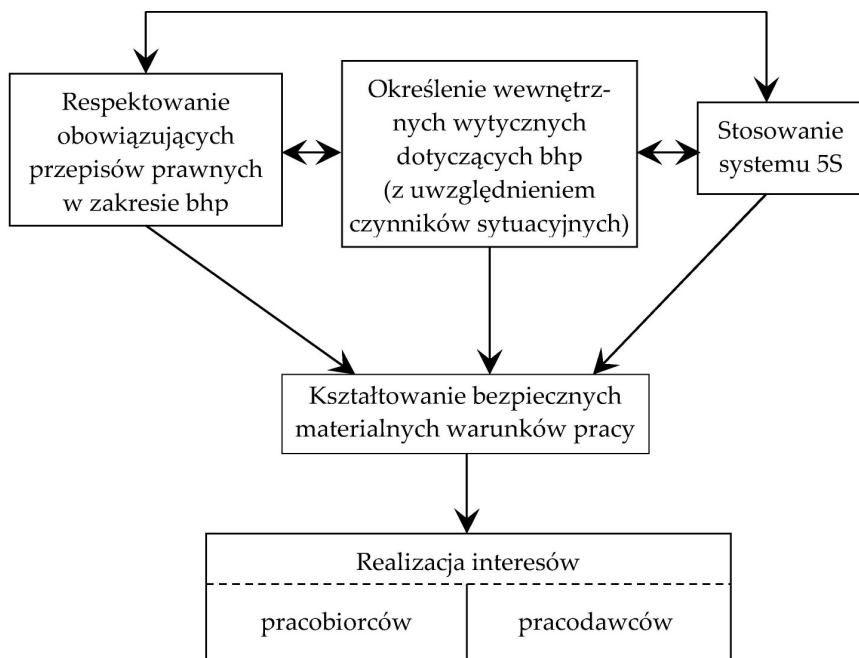 Respektowanie
obowiązujących
przepisów prawnych
w zakresie bhp
Określenie wewnętrz-
nych wytycznych
dotyczących bhp
(z uwzględnieniem
czynników sytuacyjnych)
Stosowanie
systemu 5S
Kształtowanie bezpiecznych
materialnych warunków pracy
Realizacja interesów
pracobiorców
pracodawców